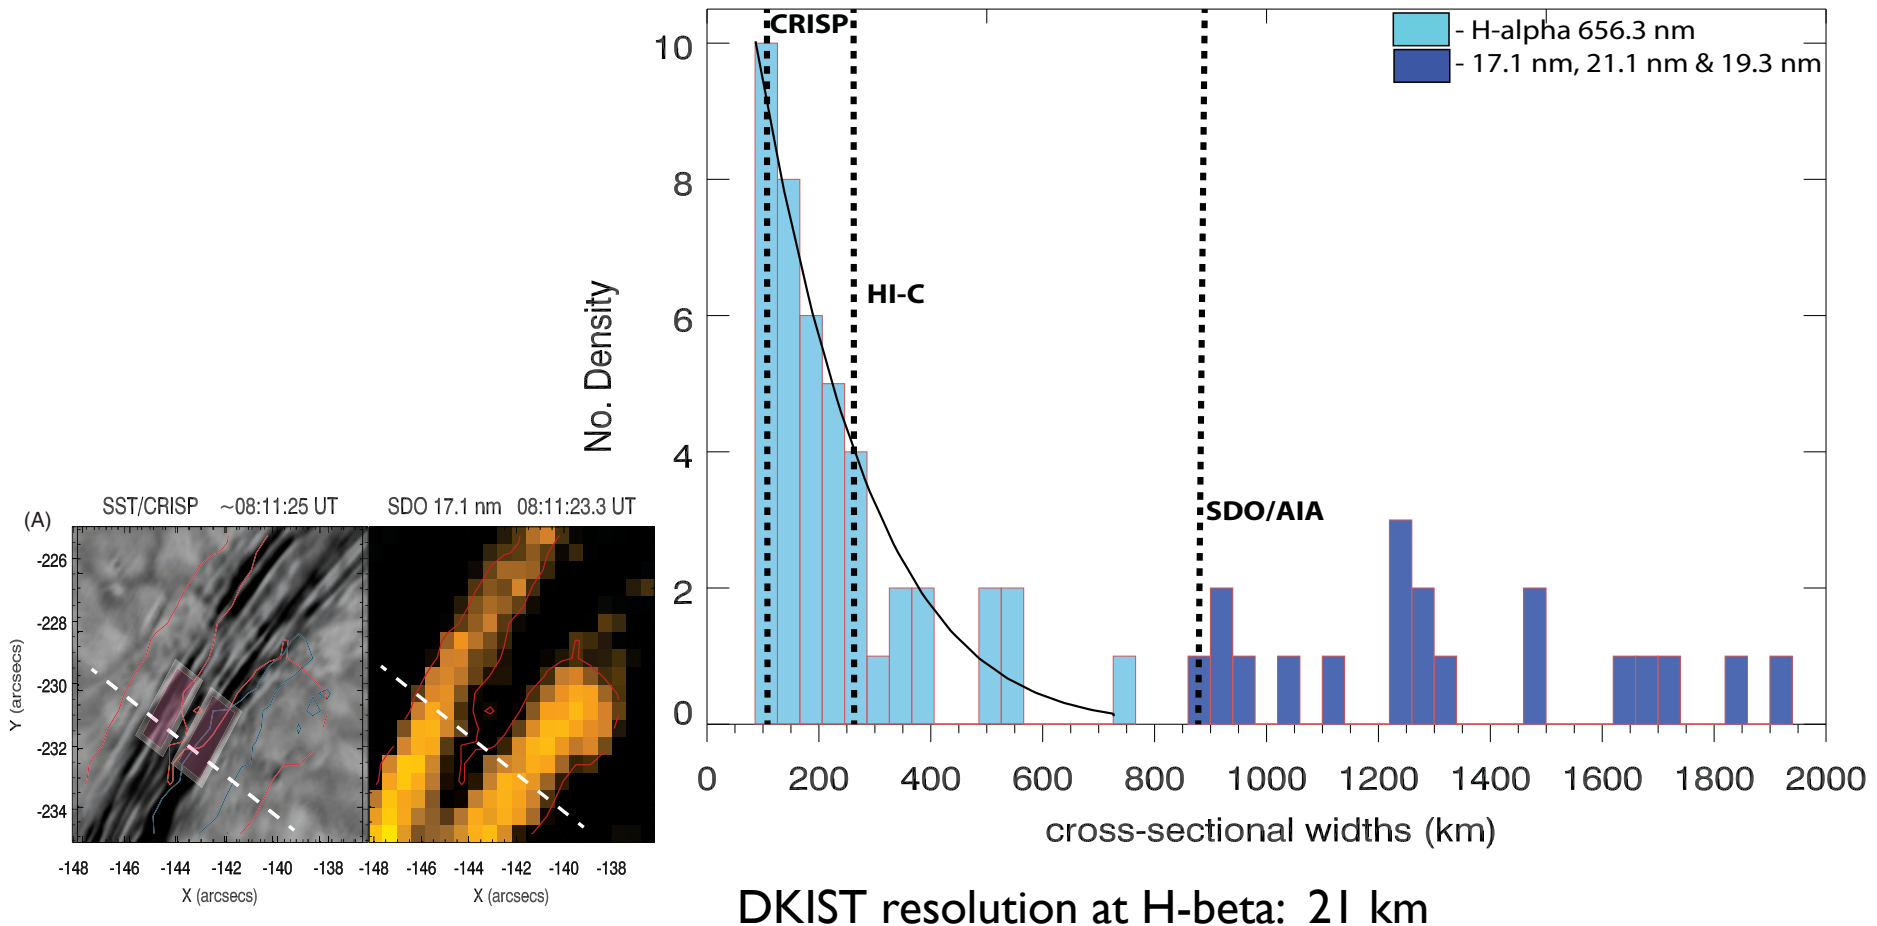 CRISP
- H-alpha 656.3 nm
- 17.1 nm, 21.1 nm & 19.3 nm
HI-C
SDO/AIA
No. Density
10
8
6
4
2
0
0 200 400 600 800 1000 1200 1400 1600 1800 2000
cross-sectional widths (km)
(A)
SST/CRISP ~08:11:25 UT
SDO 17.1 nm 08:11:23.3 UT
Y (arcsecs)
-226
-228
-230
-232
-234
-148 -146 -144 -142 -140 -138
X (arcsecs)
-148 -146 -144 -142 -140 -138
X (arcsecs)
DKIST resolution at H-beta: 21 km